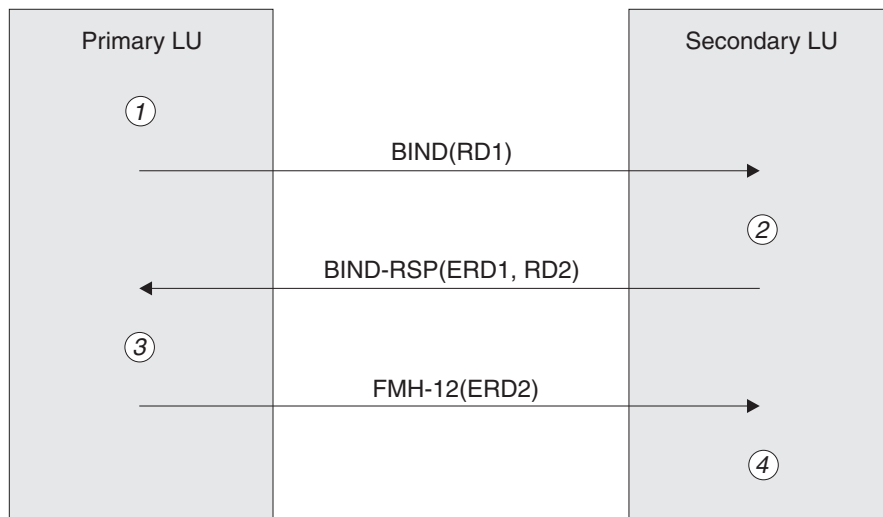 Primary LU
Secondary LU
1
BIND(RD1)
2
BIND-RSP(ERD1, RD2)
3
FMH-12(ERD2)
4